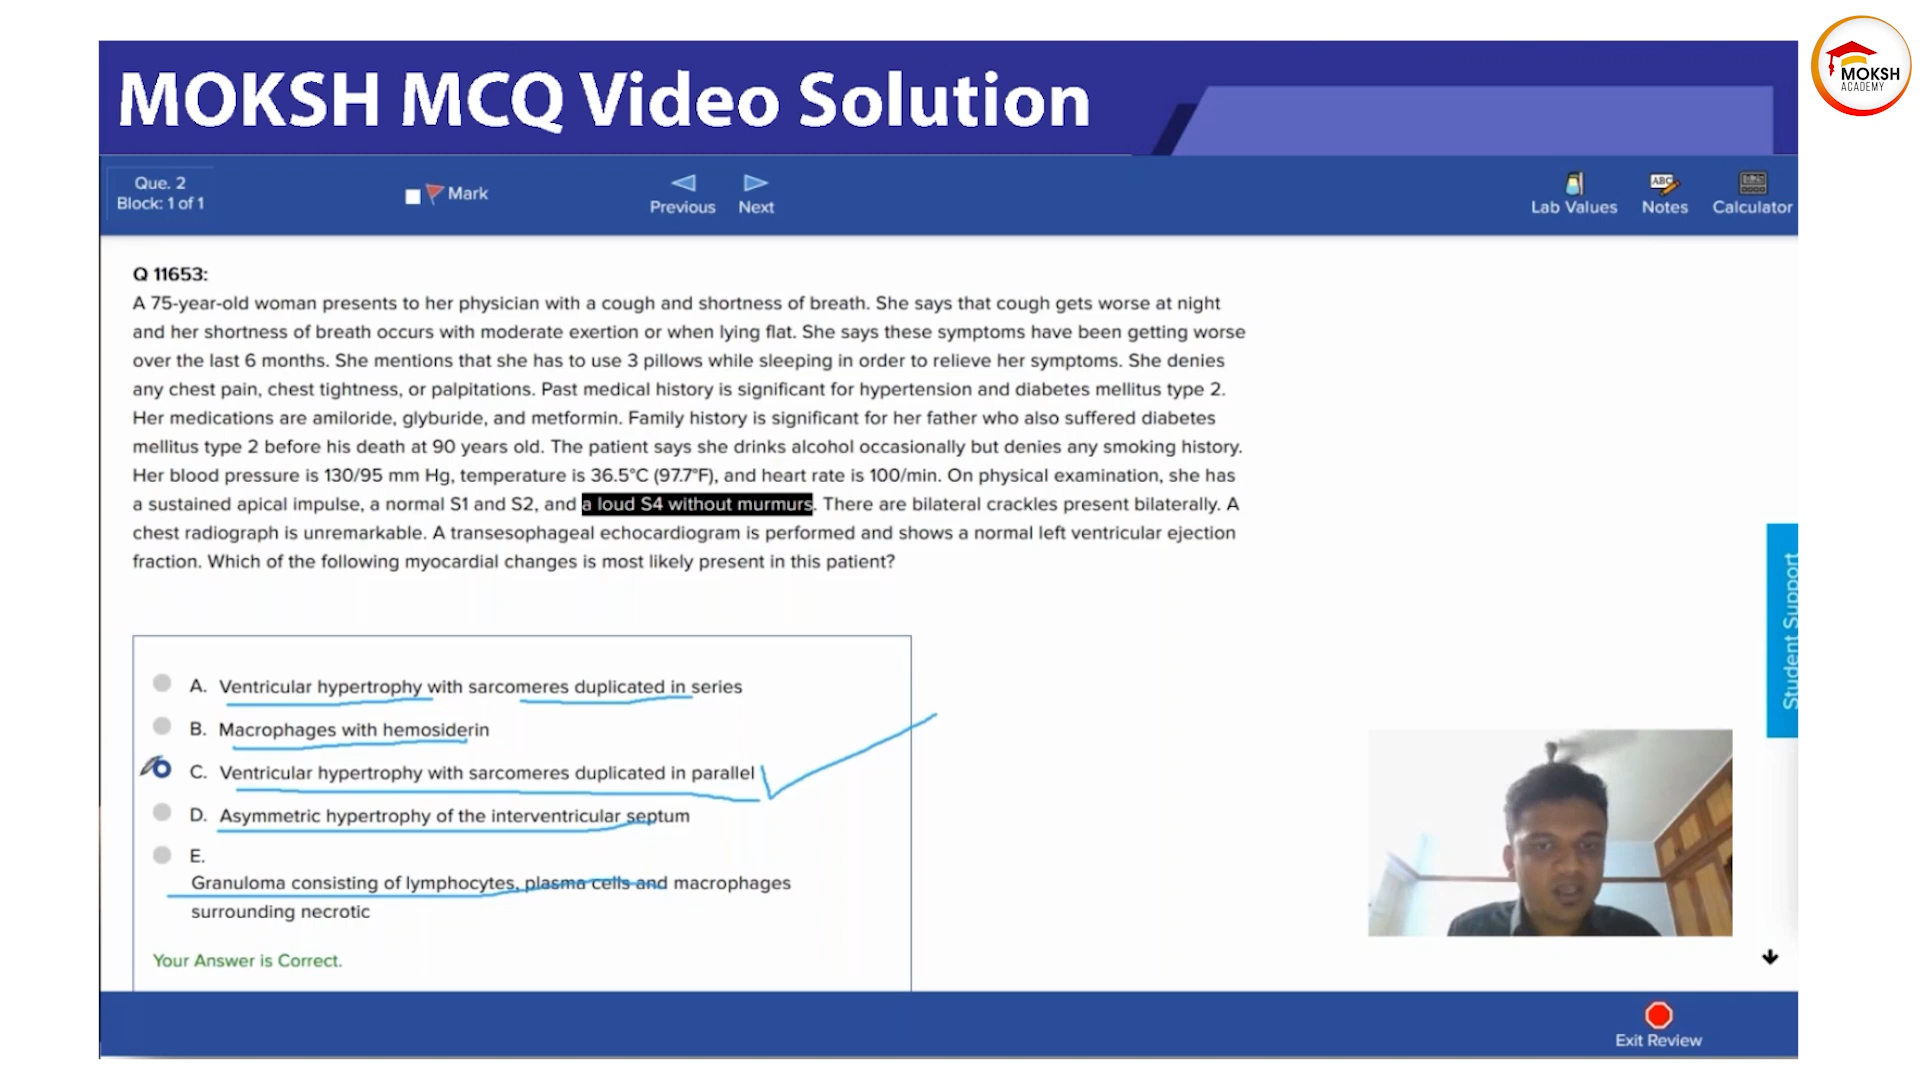 MOKSH
ACADEMY
MOKSH MCQ Video Solution
Que. 2
Block: 1 of 1
Mark
Previous
Next
Lab Values
ABC
Notes
Calculator
Q 11653:
A 75-year-old woman presents to her physician with a cough and shortness of breath. She says that cough gets worse at night
and her shortness of breath occurs with moderate exertion or when lying flat. She says these symptoms have been getting worse
over the last 6 months. She mentions that she has to use 3 pillows while sleeping in order to relieve her symptoms. She denies
any chest pain, chest tightness, or palpitations. Past medical history is significant for hypertension and diabetes mellitus type 2.
Her medications are amiloride, glyburide, and metformin. Family history is significant for her father who also suffered diabetes
mellitus type 2 before his death at 90 years old. The patient says she drinks alcohol occasionally but denies any smoking history.
Her blood pressure is 130/95 mm Hg, temperature is 36.5°C (97.7°F), and heart rate is 100/min. On physical examination, she has
a sustained apical impulse, a normal S1 and S2, and a loud S4 without murmurs. There are bilateral crackles present bilaterally. A
chest radiograph is unremarkable. A transesophageal echocardiogram is performed and shows a normal left ventricular ejection
fraction. Which of the following myocardial changes is most likely present in this patient?
A. Ventricular hypertrophy with sarcomeres duplicated in series
B. Macrophages with hemosiderin
C. Ventricular hypertrophy with sarcomeres duplicated in parallel
D. Asymmetric hypertrophy of the interventricular septum
E.
Granuloma consisting of lymphocytes, plasma cells and macrophages
surrounding necrotic
Your Answer is Correct.
Student Support
Exit Review